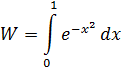 W = ∫₀¹ e^{-x²} dx